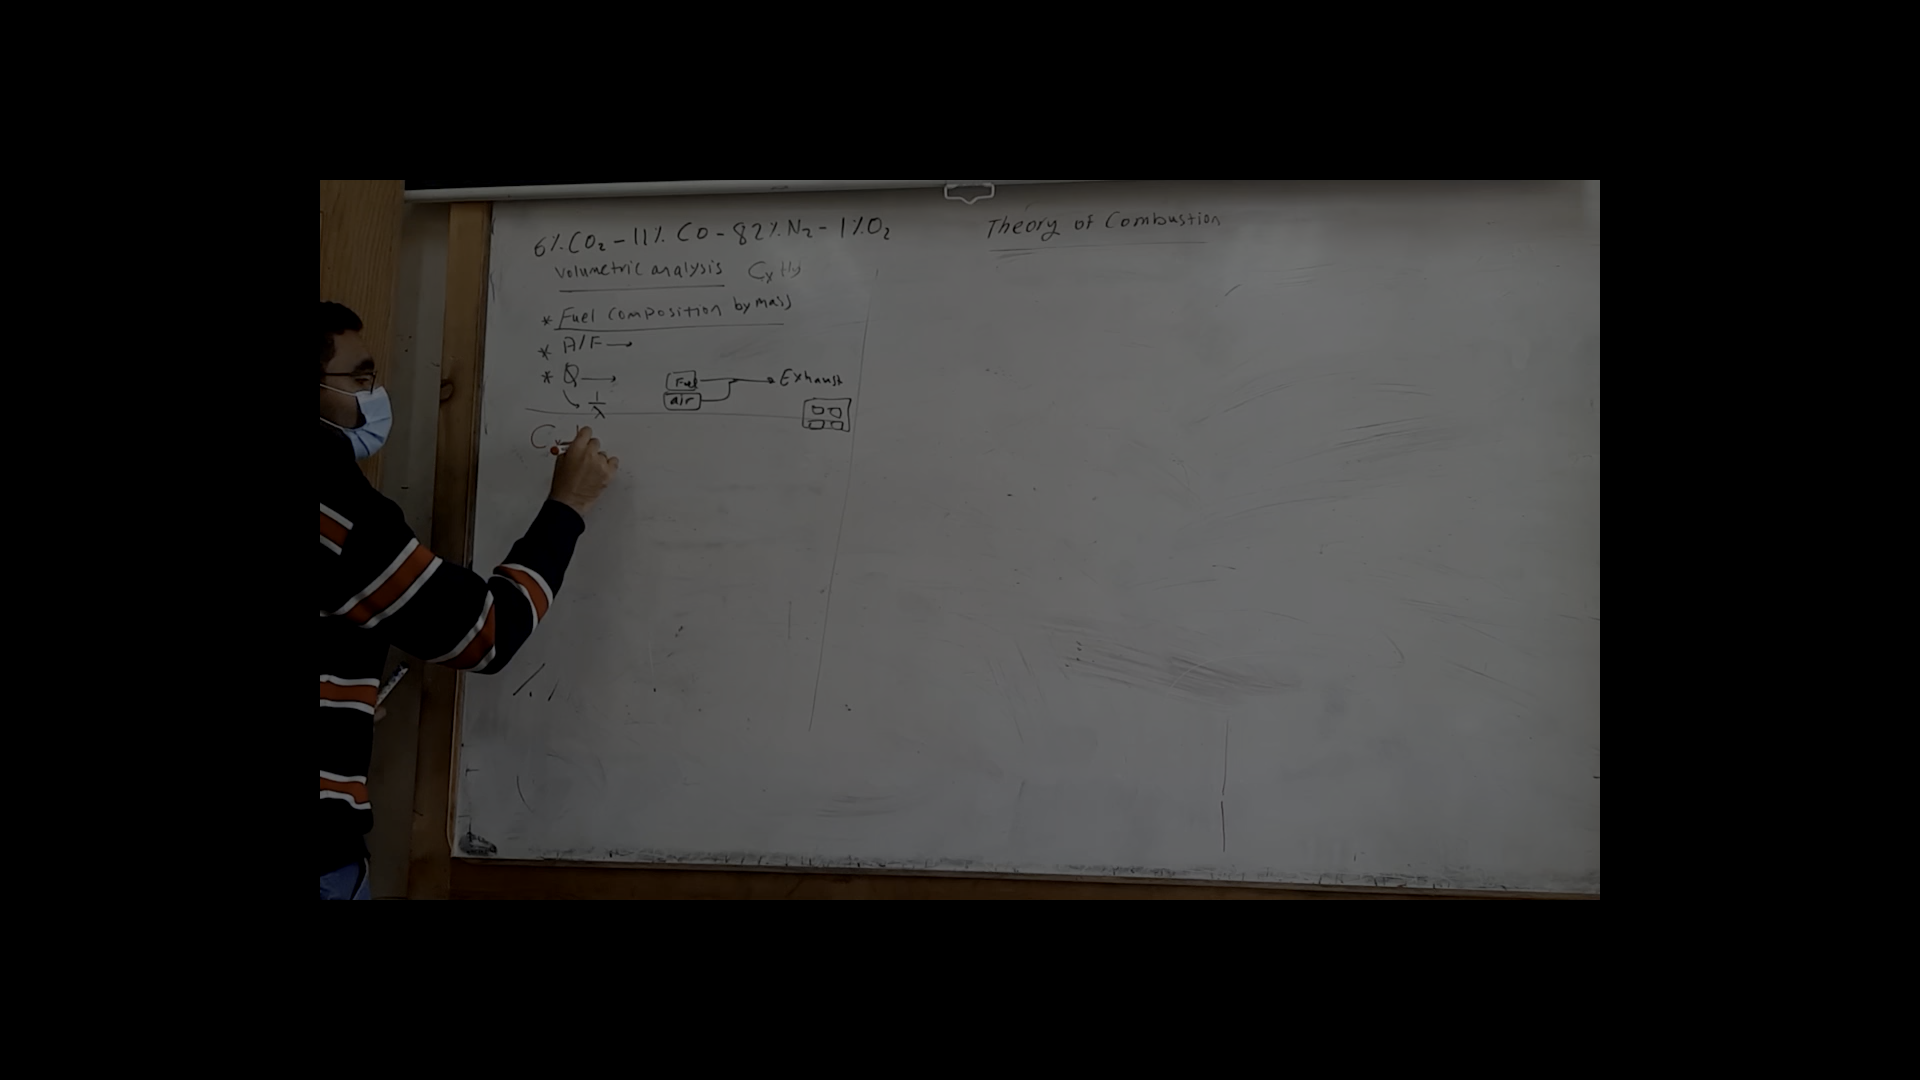 6%CO₂ - 11% CO - 82%N₂ - 1%O₂
Volumetric analysis CxHy
* Fuel composition by mass
* A/F →
* Q →
1/λ
Fuel → Exhaust
air
C
Theory of Combustion